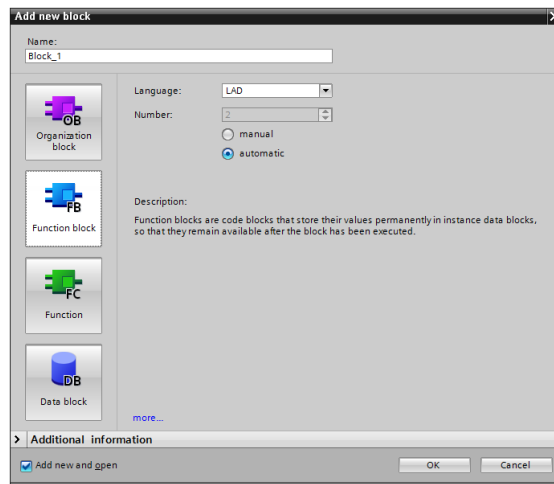 Add new block
Name:
Block_1
OB
Organization
block
FB
Function block
FC
Function
DB
Data block
Language:
LAD
Number:
2
manual
automatic
Description:
Function blocks are code blocks that store their values permanently in instance data blocks,
so that they remain available after the block has been executed.
more...
> Additional information
Add new and open
OK
Cancel